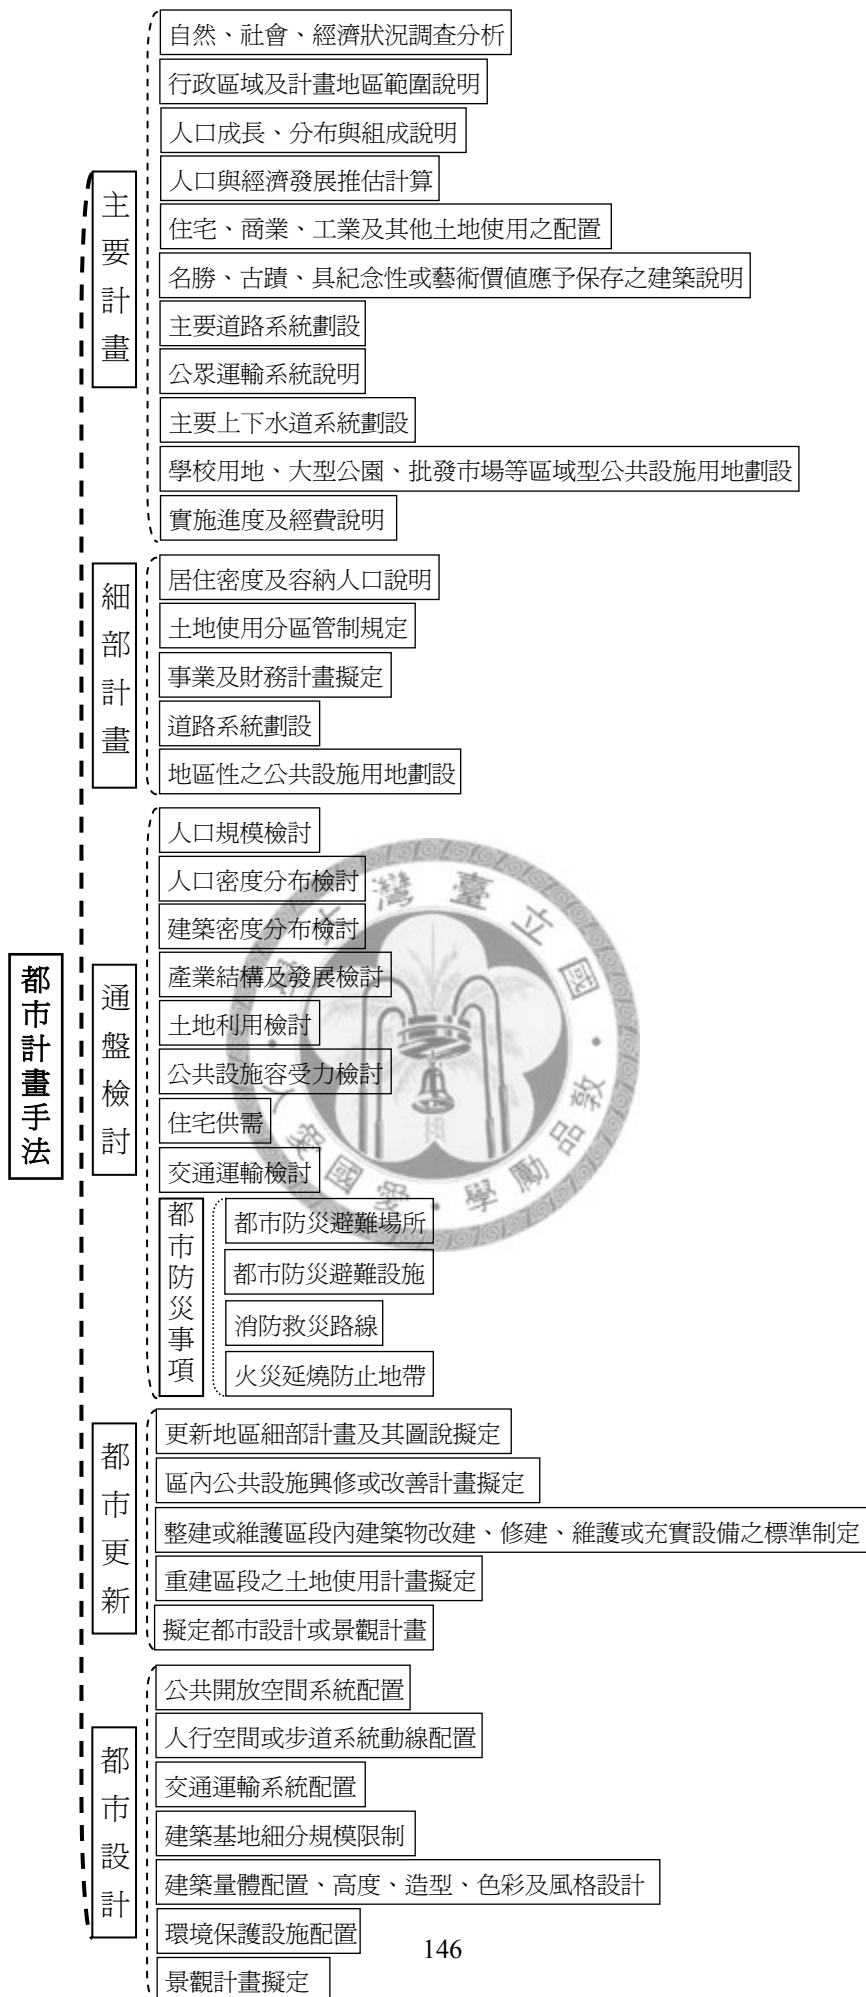 都市計畫手法
主要計畫
自然、社會、經濟狀況調查分析
行政區域及計畫地區範圍說明
人口成長、分布與組成說明
人口與經濟發展推估計算
住宅、商業、工業及其他土地使用之配置
名勝、古蹟、具紀念性或藝術價值應予保存之建築說明
主要道路系統劃設
公眾運輸系統說明
主要上下水道系統劃設
學校用地、大型公園、批發市場等區域型公共設施用地劃設
實施進度及經費說明
細部計畫
居住密度及容納人口說明
土地使用分區管制規定
事業及財務計畫擬定
道路系統劃設
地區性之公共設施用地劃設
通盤檢討
人口規模檢討
人口密度分布檢討
建築密度分布檢討
產業結構及發展檢討
土地利用檢討
公共設施容受力檢討
住宅供需
交通運輸檢討
都市防災事項
都市防災避難場所
都市防災避難設施
消防救災路線
火災延燒防止地帶
都市更新
更新地區細部計畫及其圖說擬定
區內公共設施興修或改善計畫擬定
整建或維護區段內建築物改建、修建、維護或充實設備之標準制定
重建區段之土地使用計畫擬定
擬定都市設計或景觀計畫
都市設計
公共開放空間系統配置
人行空間或步道系統動線配置
交通運輸系統配置
建築基地細分規模限制
建築量體配置、高度、造型、色彩及風格設計
環境保護設施配置
景觀計畫擬定
146